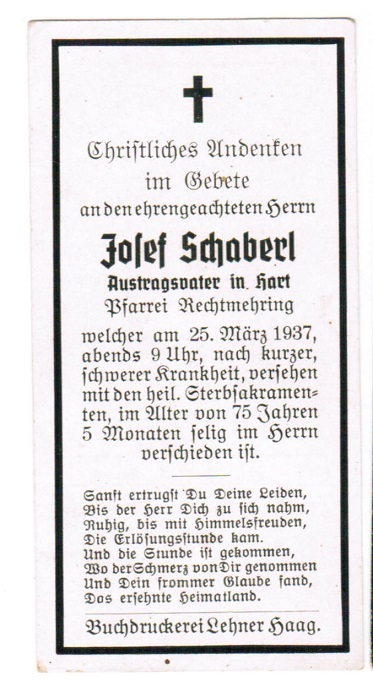 Christliches Andenken
im Gebete
an den ehrengeachteten Herrn
Josef Schaberl
Austragsvater in Hart
Pfarrei Rechtmehring
welcher am 25. März 1937,
abends 9 Uhr, nach kurzer,
schwerer Krankheit, versehen
mit den heil. Sterbsakramen-
ten, im Alter von 75 Jahren
5 Monaten selig im Herrn
verschieden ist.
Sanft ertrugst Du Deine Leiden,
Bis der Herr Dich zu sich nahm,
Ruhig, bis mit Himmelsfreuden,
Die Erlösungsstunde kam.
Und die Stunde ist gekommen,
Wo der Schmerz von Dir genommen
Und Dein frommer Glaube fand,
Das ersehnte Heimatland.
Buchdruckerei Lehner Haag.